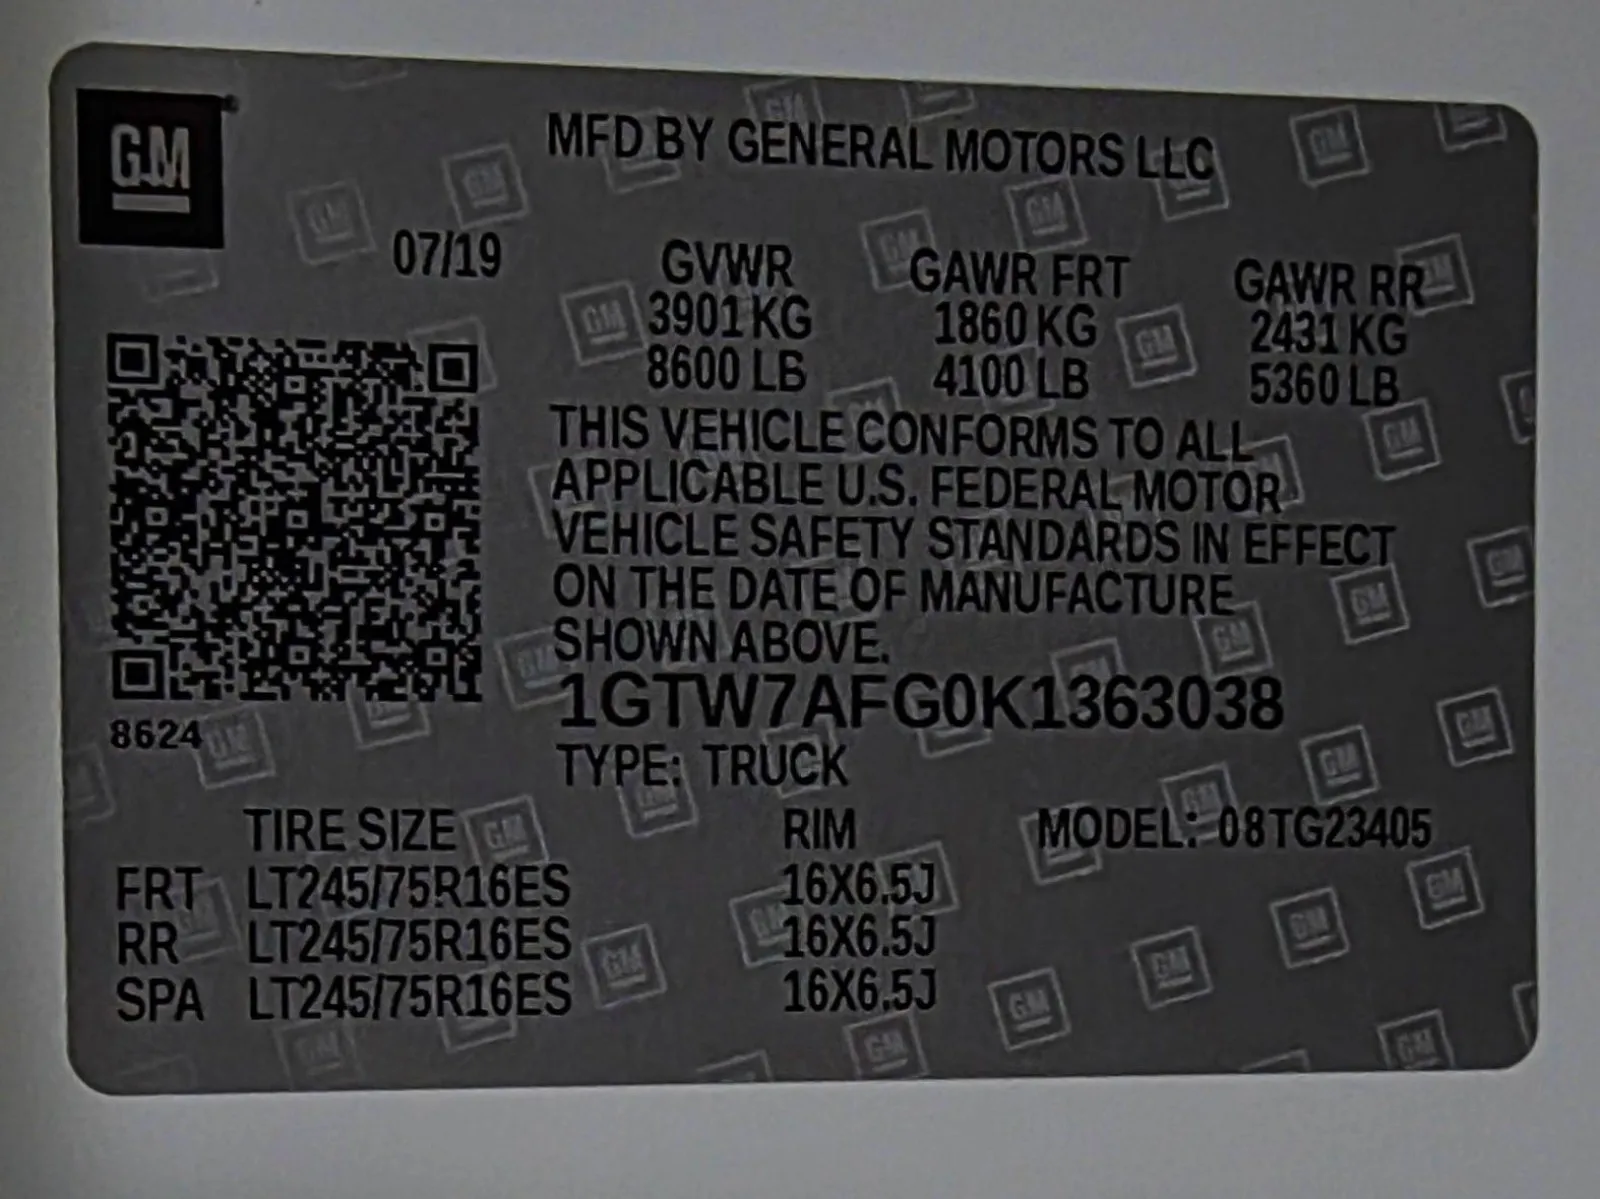 GM
MFD BY GENERAL MOTORS LLC
07/19
GVWR GAWR FRT GAWR RR
3901 KG 1860 KG 2431 KG
8600 LB 4100 LB 5360 LB
THIS VEHICLE CONFORMS TO ALL
APPLICABLE U.S. FEDERAL MOTOR
VEHICLE SAFETY STANDARDS IN EFFECT
ON THE DATE OF MANUFACTURE
SHOWN ABOVE.
1GTW7AFG0K1363038
8624
TYPE: TRUCK
TIRE SIZE RIM MODEL: 08TG23405
FRT LT245/75R16ES 16X6.5J
RR LT245/75R16ES 16X6.5J
SPA LT245/75R16ES 16X6.5J